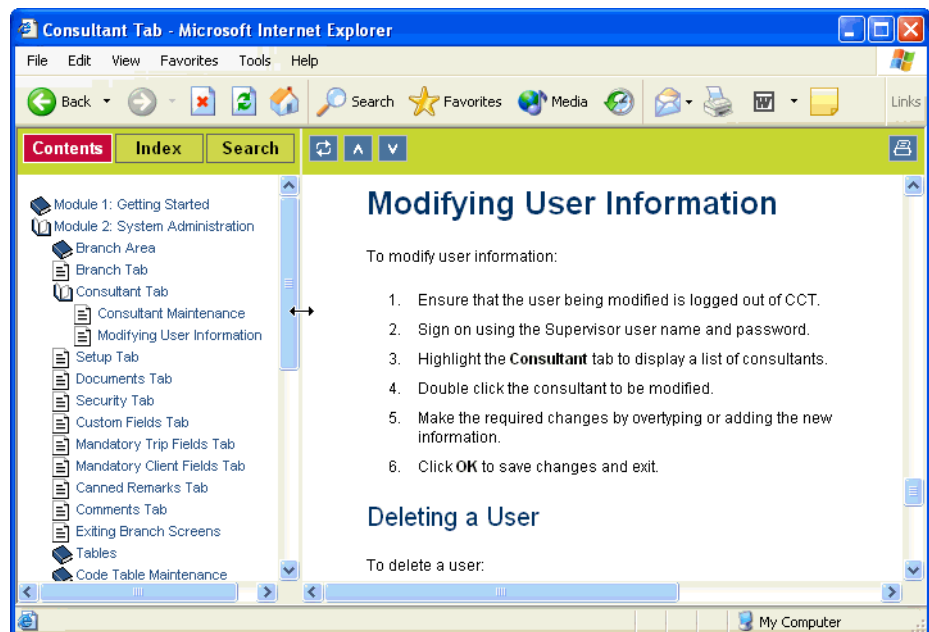 Consultant Tab - Microsoft Internet Explorer
File Edit View Favorites Tools Help
Back Search Favorites Media Links
Contents Index Search
Module 1: Getting Started
Module 2: System Administration
Branch Area
Branch Tab
Consultant Tab
Consultant Maintenance
Modifying User Information
Setup Tab
Documents Tab
Security Tab
Custom Fields Tab
Mandatory Trip Fields Tab
Mandatory Client Fields Tab
Canned Remarks Tab
Comments Tab
Exiting Branch Screens
Tables
Code Table Maintenance
Modifying User Information
To modify user information:
1. Ensure that the user being modified is logged out of CCT.
2. Sign on using the Supervisor user name and password.
3. Highlight the Consultant tab to display a list of consultants.
4. Double click the consultant to be modified.
5. Make the required changes by overtyping or adding the new
information.
6. Click OK to save changes and exit.
Deleting a User
To delete a user:
My Computer